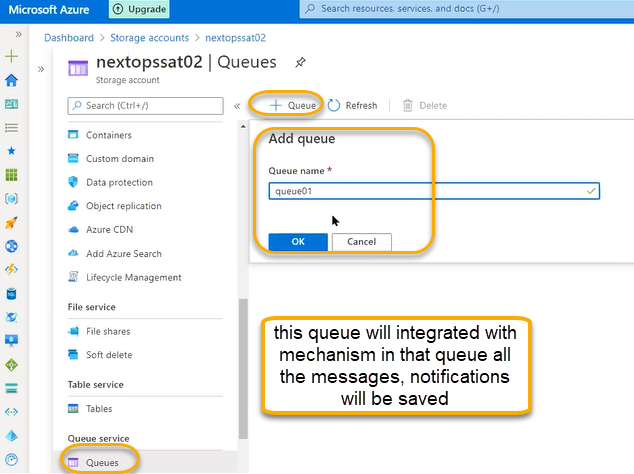 Microsoft Azure
Upgrade
Search resources, services, and docs (G+/)
Dashboard > Storage accounts > nextopssat02
nextopssat02 | Queues
Storage account
Search (Ctrl+/)
Queue
Refresh
Delete
Containers
Custom domain
Data protection
Object replication
Azure CDN
Add Azure Search
Lifecycle Management
File service
File shares
Soft delete
Table service
Tables
Queue service
Queues
Add queue
Queue name *
queue01
OK
Cancel
this queue will integrated with
mechanism in that queue all
the messages, notifications
will be saved